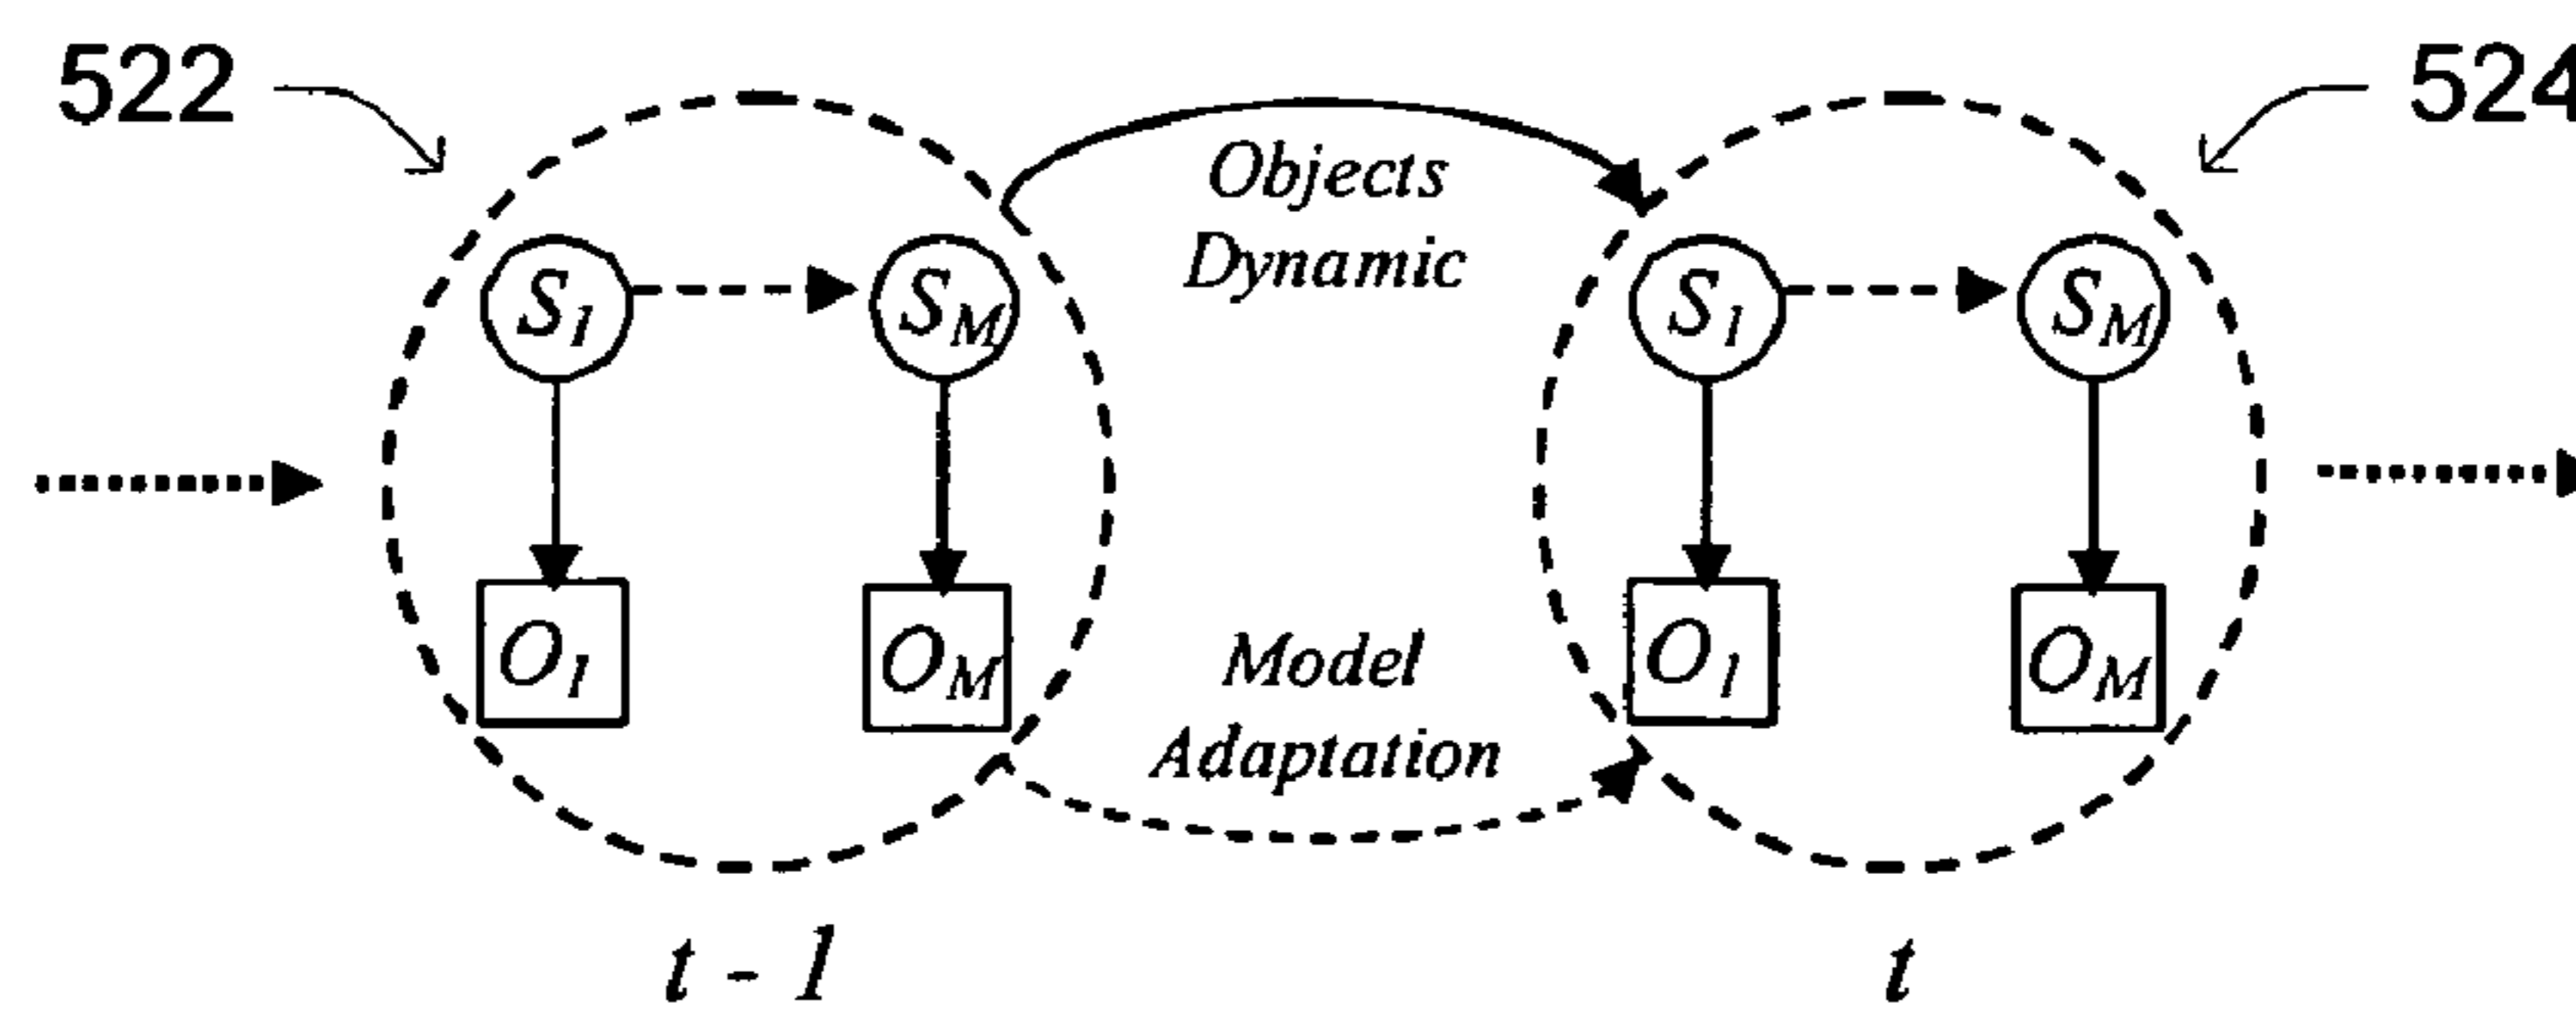 522
524
Objects
Dynamic
S1
SM
S1
SM
O1
OM
O1
OM
Model
Adaptation
t - 1
t